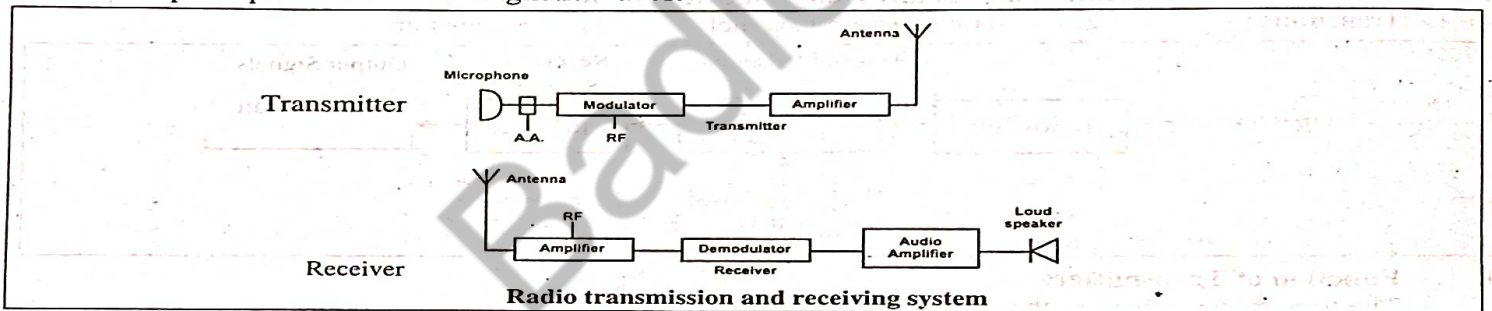 Antenna
Microphone
Transmitter
Modulator
Amplifier
A.A.
RF
Transmitter
Antenna
RF
Loud
speaker
Amplifier
Demodulator
Audio
Amplifier
Receiver
Receiver
Radio transmission and receiving system